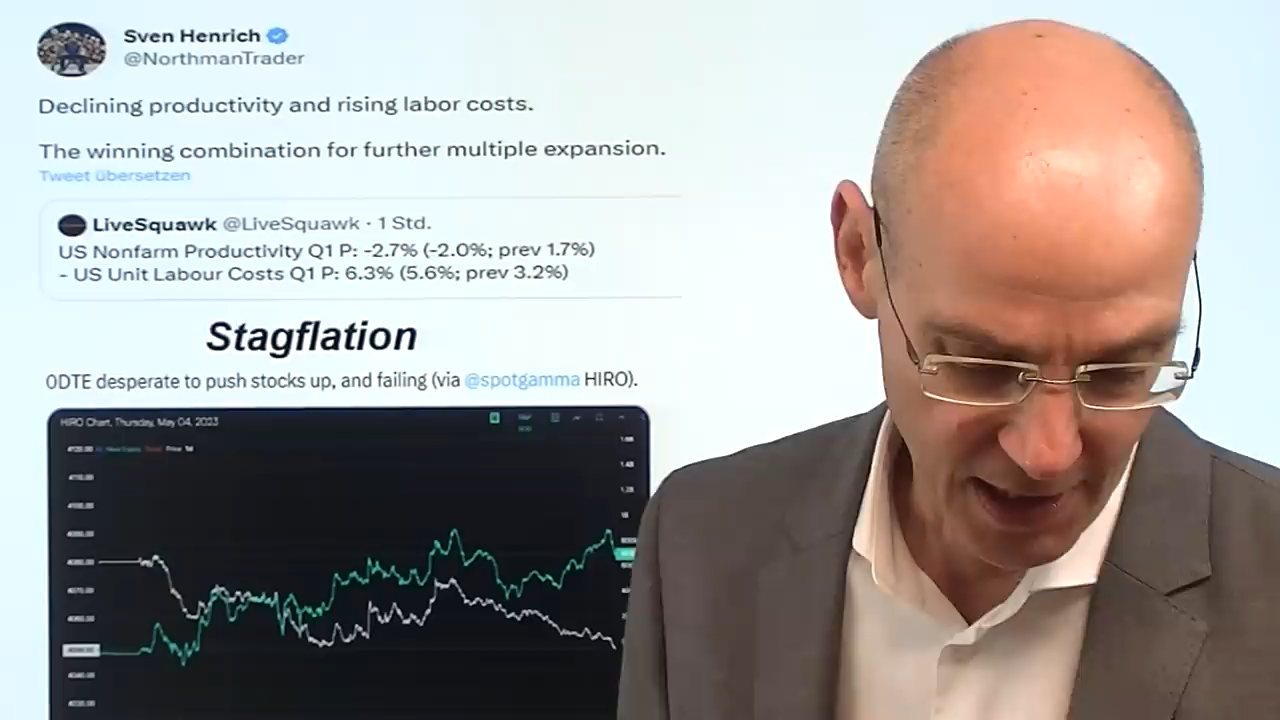 Sven Henrich
@NorthmanTrader
Declining productivity and rising labor costs.
The winning combination for further multiple expansion.
Tweet übersetzen
LiveSquawk @LiveSquawk · 1 Std.
US Nonfarm Productivity Q1 P: -2.7% (-2.0%; prev 1.7%)
- US Unit Labour Costs Q1 P: 6.3% (5.6%; prev 3.2%)
Stagflation
0DTE desperate to push stocks up, and failing (via @spotgamma HIRO).
HIRO Chart, Thursday, May 04, 2023